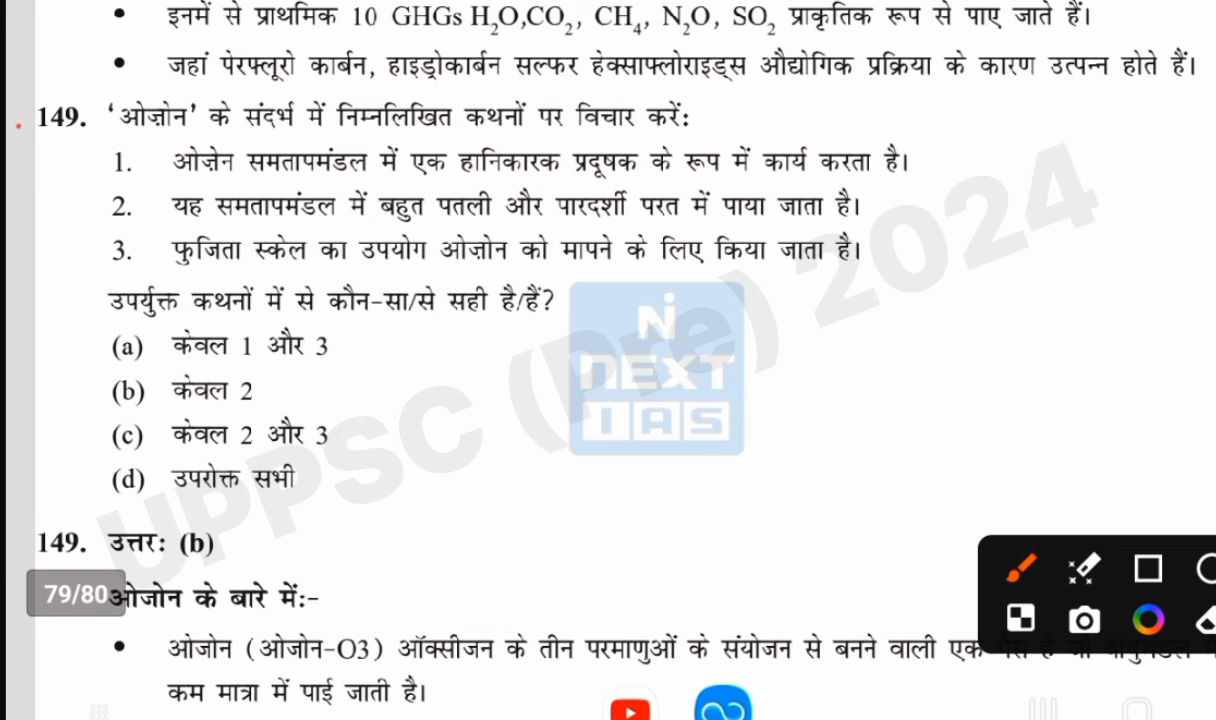 • इनमें से प्राथमिक 10 GHGs H₂O,CO₂, CH₄, N₂O, SO₂ प्राकृतिक रूप से पाए जाते हैं।
• जहां पेरफ्लूरो कार्बन, हाइड्रोकार्बन सल्फर हेक्साफ्लोराइड्स औद्योगिक प्रक्रिया के कारण उत्पन्न होते हैं।
149. 'ओज़ोन' के संदर्भ में निम्नलिखित कथनों पर विचार करें:
1. ओज़ेन समतापमंडल में एक हानिकारक प्रदूषक के रूप में कार्य करता है।
2. यह समतापमंडल में बहुत पतली और पारदर्शी परत में पाया जाता है।
3. फुजिता स्केल का उपयोग ओज़ोन को मापने के लिए किया जाता है।
उपर्युक्त कथनों में से कौन-सा/से सही है/हैं?
(a) केवल 1 और 3
(b) केवल 2
(c) केवल 2 और 3
(d) उपरोक्त सभी
UPPSC (Pre) 2024
N
NEXT
IAS
149. उत्तर: (b)
79/80
ओजोन के बारे में:-
• ओजोन (ओजोन-O3) ऑक्सीजन के तीन परमाणुओं के संयोजन से बनने वाली एक
कम मात्रा में पाई जाती है।